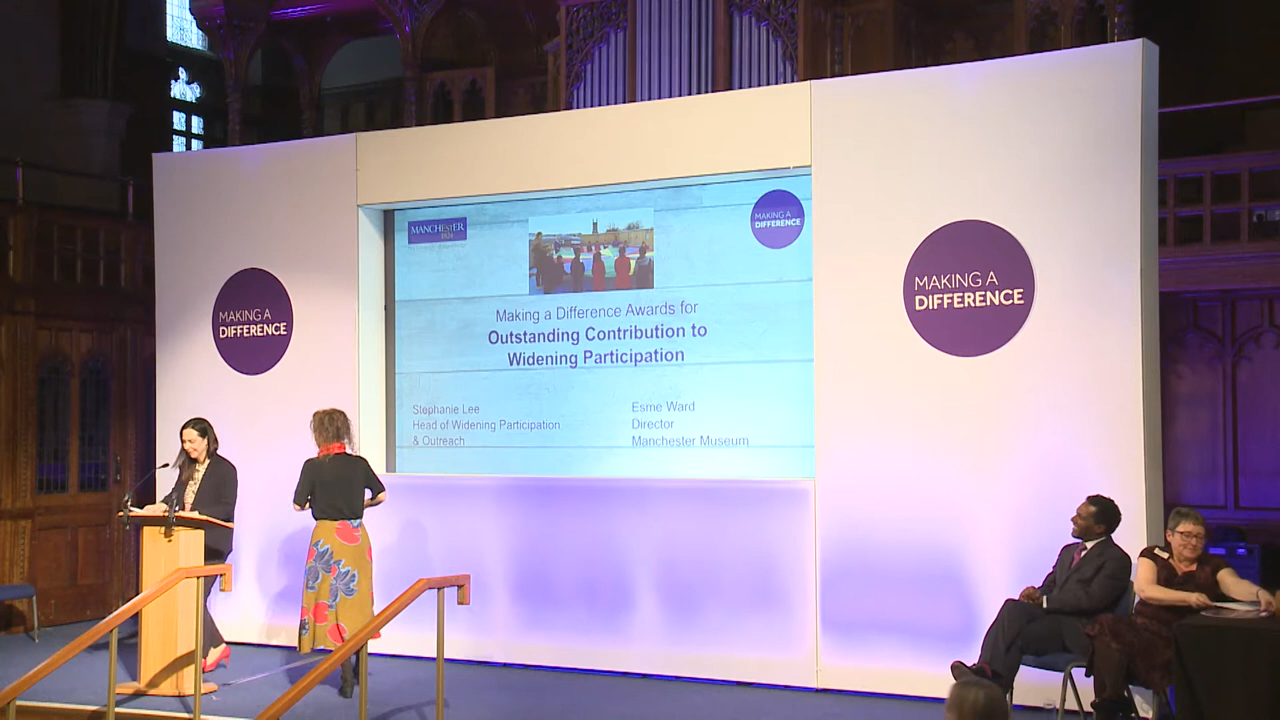 MANCHESTER
1824
MAKING A
DIFFERENCE
Making a Difference Awards for
Outstanding Contribution to
Widening Participation
Stephanie Lee
Head of Widening Participation
& Outreach
Esme Ward
Director
Manchester Museum
MAKING A
DIFFERENCE
MAKING A
DIFFERENCE